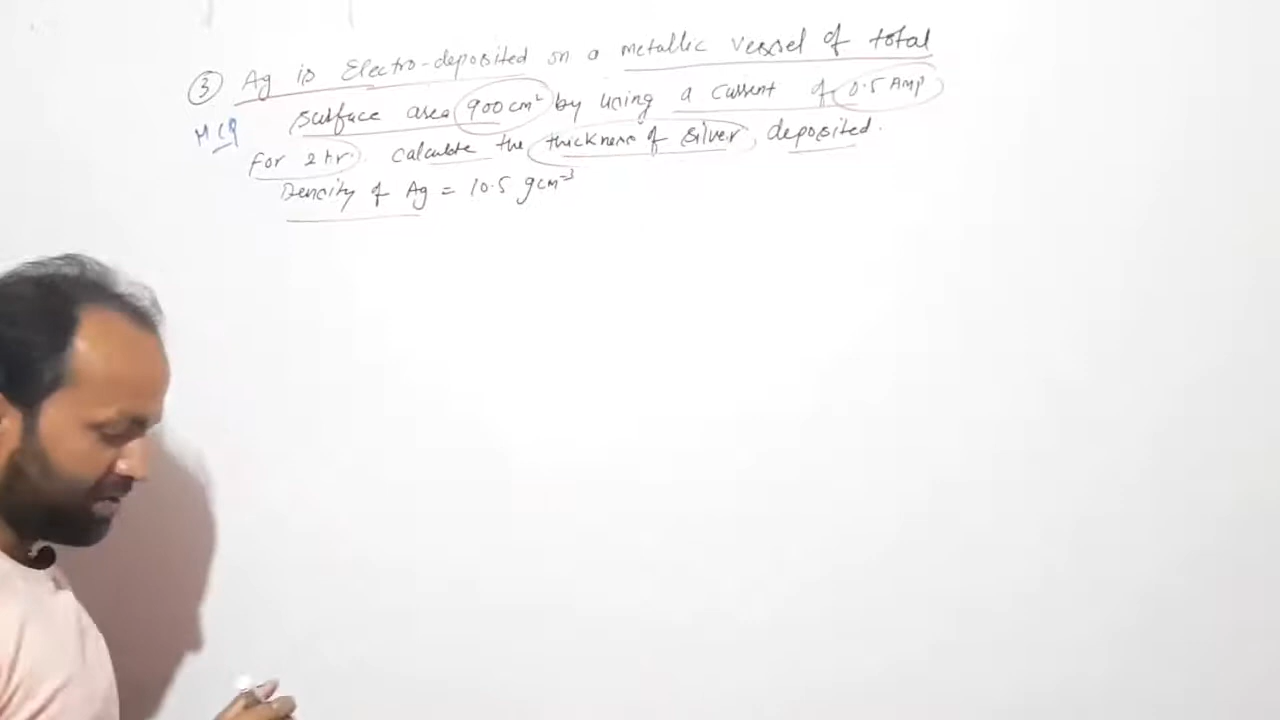 ③ Ag is Electro-deposited on a metallic vessel of total
surface area 900 cm² by using a current of 0.5 Amp
MCQ
for 2 hr. calculate the thickness of silver deposited.
Density of Ag = 10.5 gcm⁻³